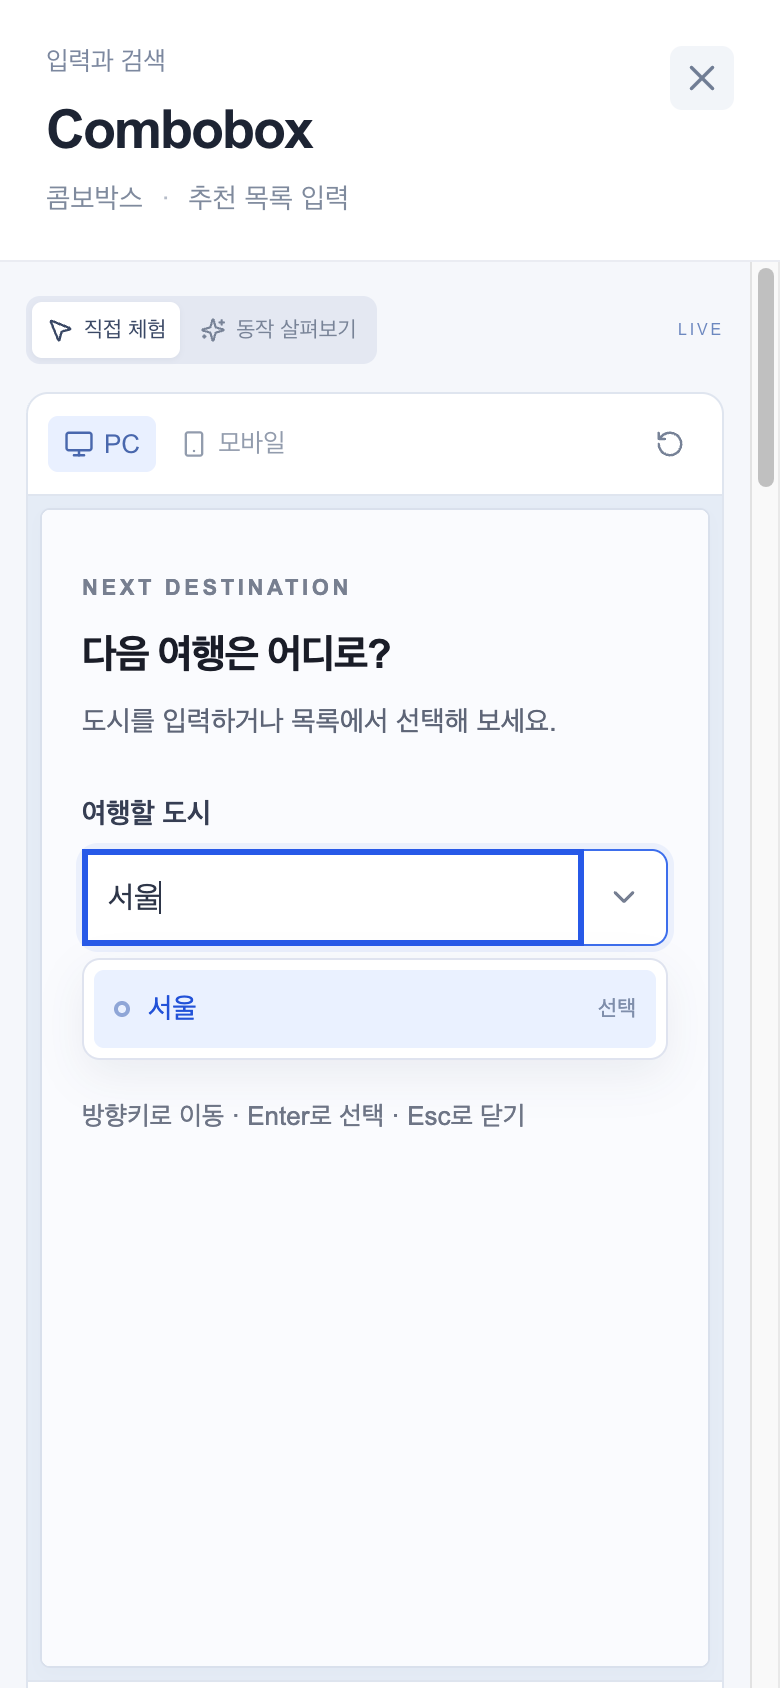 입력과 검색
Combobox
콤보박스 · 추천 목록 입력
직접 체험 동작 살펴보기 LIVE
PC 모바일
NEXT DESTINATION
다음 여행은 어디로?
도시를 입력하거나 목록에서 선택해 보세요.
여행할 도시
서울
서울 선택
방향키로 이동 · Enter로 선택 · Esc로 닫기